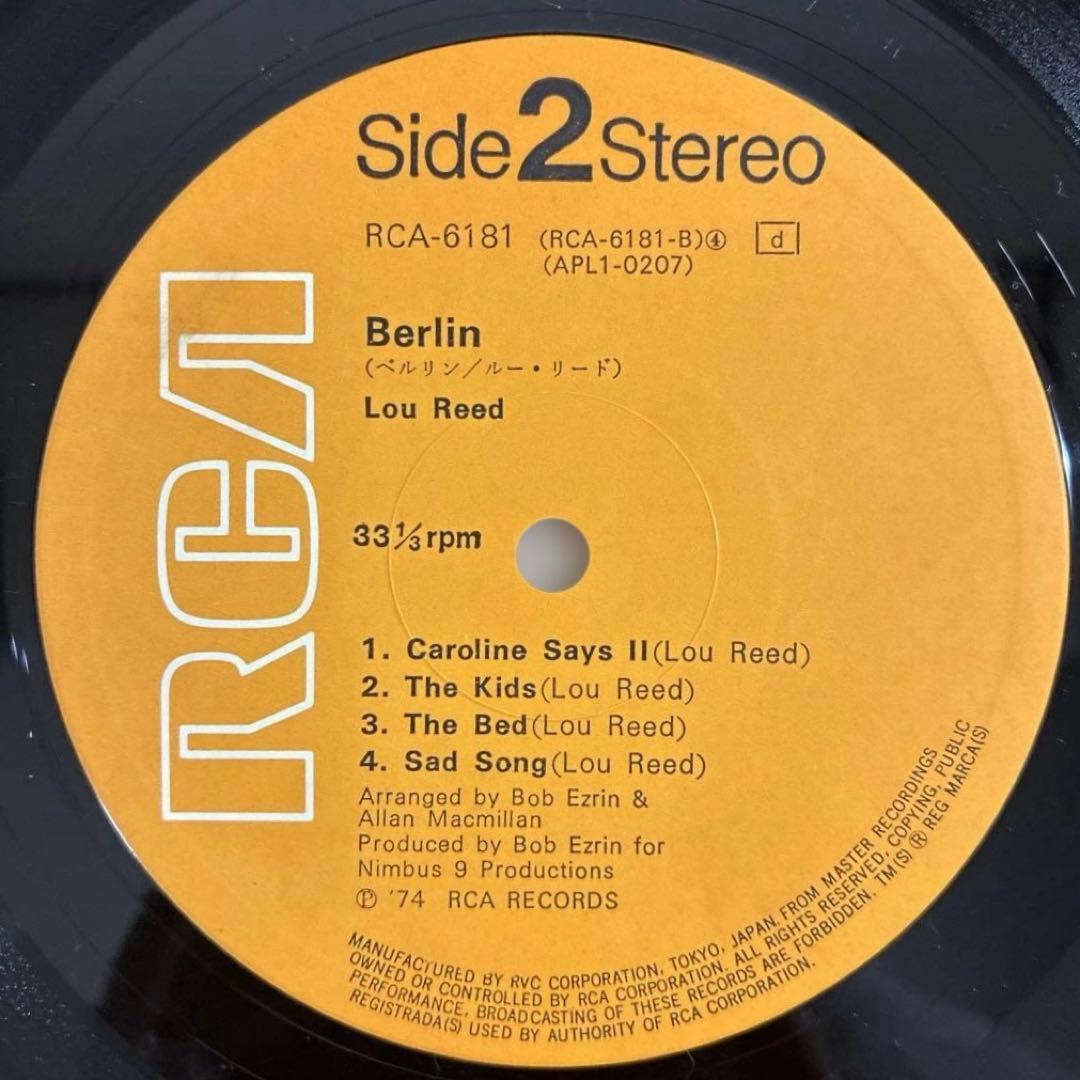 Side 2 Stereo
RCA-6181 (RCA-6181-B)④ d
(APL1-0207)
Berlin
(ベルリン／ルー・リード)
Lou Reed
RCA
33 1/3 rpm
1. Caroline Says II (Lou Reed)
2. The Kids (Lou Reed)
3. The Bed (Lou Reed)
4. Sad Song (Lou Reed)
Arranged by Bob Ezrin &
Allan Macmillan
Produced by Bob Ezrin for
Nimbus 9 Productions
Ⓟ '74 RCA RECORDS
MANUFACTURED BY RVC CORPORATION, TOKYO, JAPAN, FROM MASTER RECORDINGS
OWNED OR CONTROLLED BY RCA CORPORATION. ALL RIGHTS RESERVED, COPYING, PUBLIC
PERFORMANCE, BROADCASTING OF THESE RECORDS ARE FORBIDDEN. TM(S) ® REG MARCA(S)
REGISTRADA(S) USED BY AUTHORITY OF RCA CORPORATION.